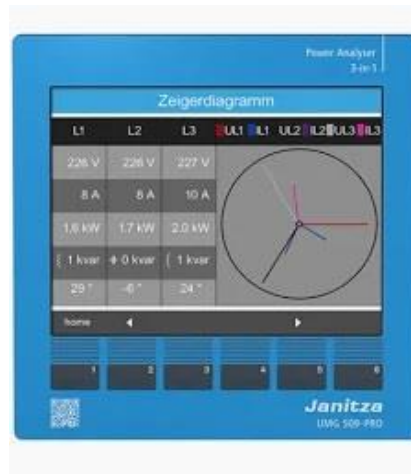 Power Analyser
3-in-1
Zeigerdiagramm
L1 L2 L3 UL1 IL1 UL2 IL2 UL3 IL3
226 V 226 V 227 V
8 A 8 A 10 A
1.6 kW 1.7 kW 2.0 kW
1 kvar 0 kvar 1 kvar
29 ° -6 ° 24 °
home
1 2 3 4 5 6
Janitza
UMG 509-PRO